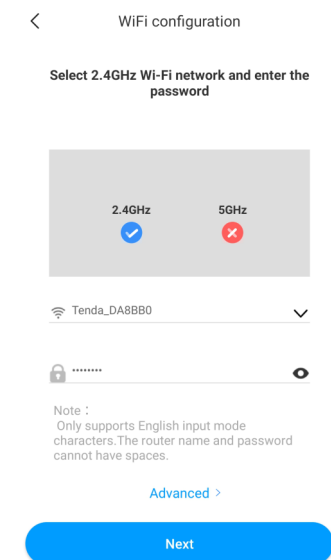 WiFi configuration
Select 2.4GHz Wi-Fi network and enter the
password
2.4GHz 5GHz
Tenda_DA8BB0
••••••••
Note：
Only supports English input mode
characters.The router name and password
cannot have spaces.
Advanced >
Next